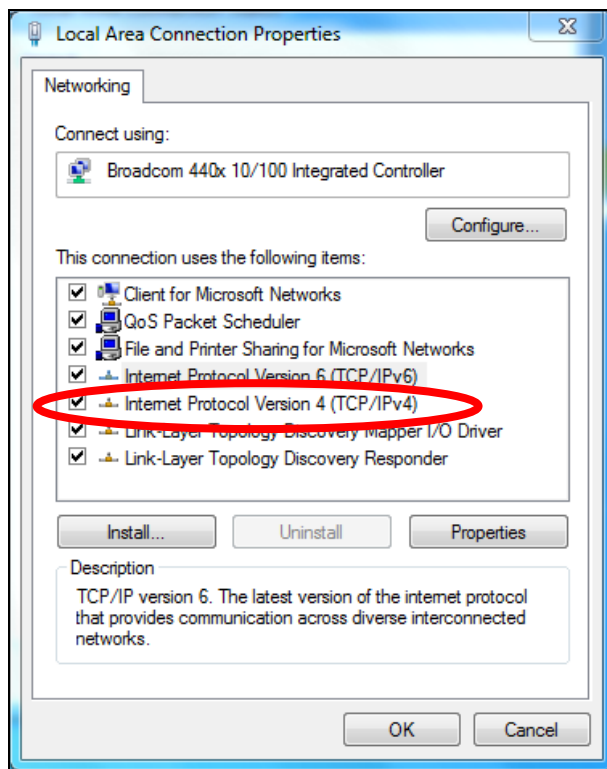 Local Area Connection Properties
Networking
Connect using:
Broadcom 440x 10/100 Integrated Controller
Configure...
This connection uses the following items:
Client for Microsoft Networks
QoS Packet Scheduler
File and Printer Sharing for Microsoft Networks
Internet Protocol Version 6 (TCP/IPv6)
Internet Protocol Version 4 (TCP/IPv4)
Link-Layer Topology Discovery Mapper I/O Driver
Link-Layer Topology Discovery Responder
Install... Uninstall Properties
Description
TCP/IP version 6. The latest version of the internet protocol
that provides communication across diverse interconnected
networks.
OK Cancel